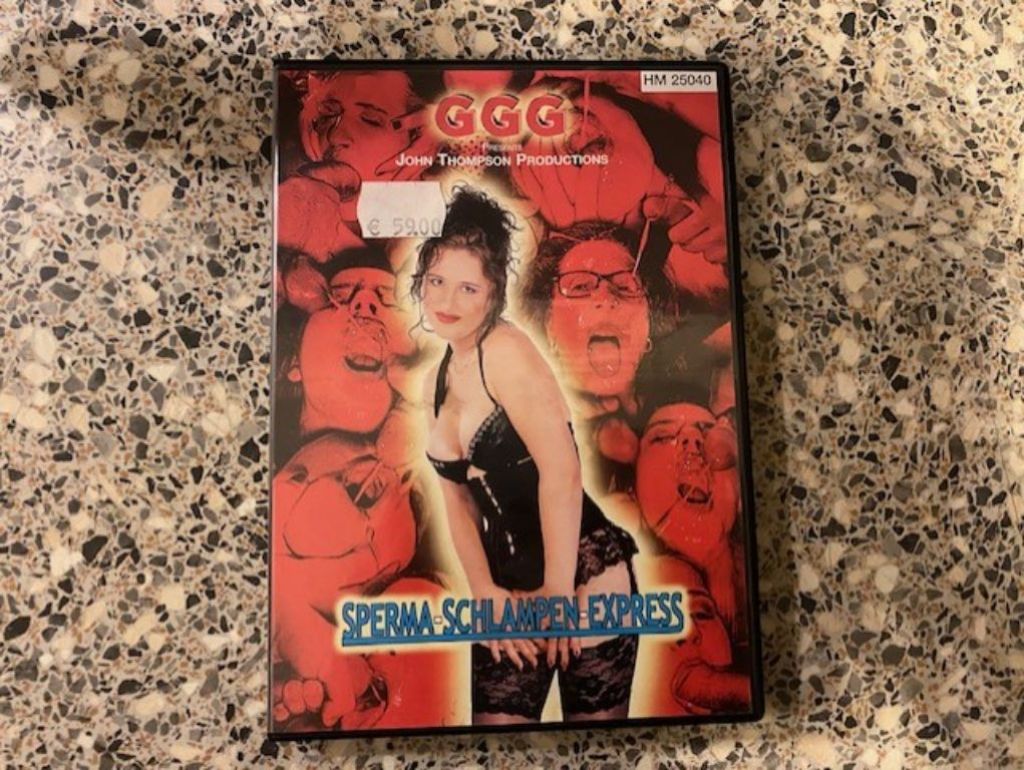 HM 25040
GGG
PRESENTS
JOHN THOMPSON PRODUCTIONS
€ 59.00
SPERMA-SCHLAMPEN-EXPRESS